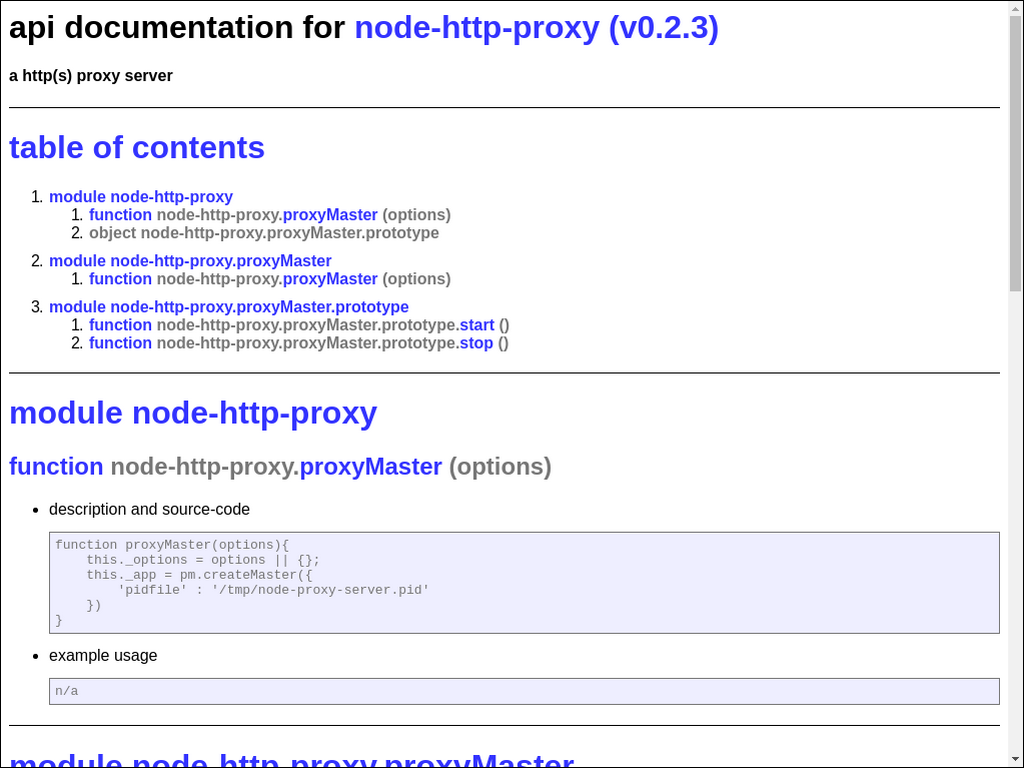 api documentation for node-http-proxy (v0.2.3)
a http(s) proxy server
table of contents
1. module node-http-proxy
1. function node-http-proxy.proxyMaster (options)
2. object node-http-proxy.proxyMaster.prototype
2. module node-http-proxy.proxyMaster
1. function node-http-proxy.proxyMaster (options)
3. module node-http-proxy.proxyMaster.prototype
1. function node-http-proxy.proxyMaster.prototype.start ()
2. function node-http-proxy.proxyMaster.prototype.stop ()
module node-http-proxy
function node-http-proxy.proxyMaster (options)
• description and source-code
function proxyMaster(options){
    this._options = options || {};
    this._app = pm.createMaster({
        'pidfile' : '/tmp/node-proxy-server.pid'
    })
}
• example usage
n/a
module node-http-proxy.proxyMaster